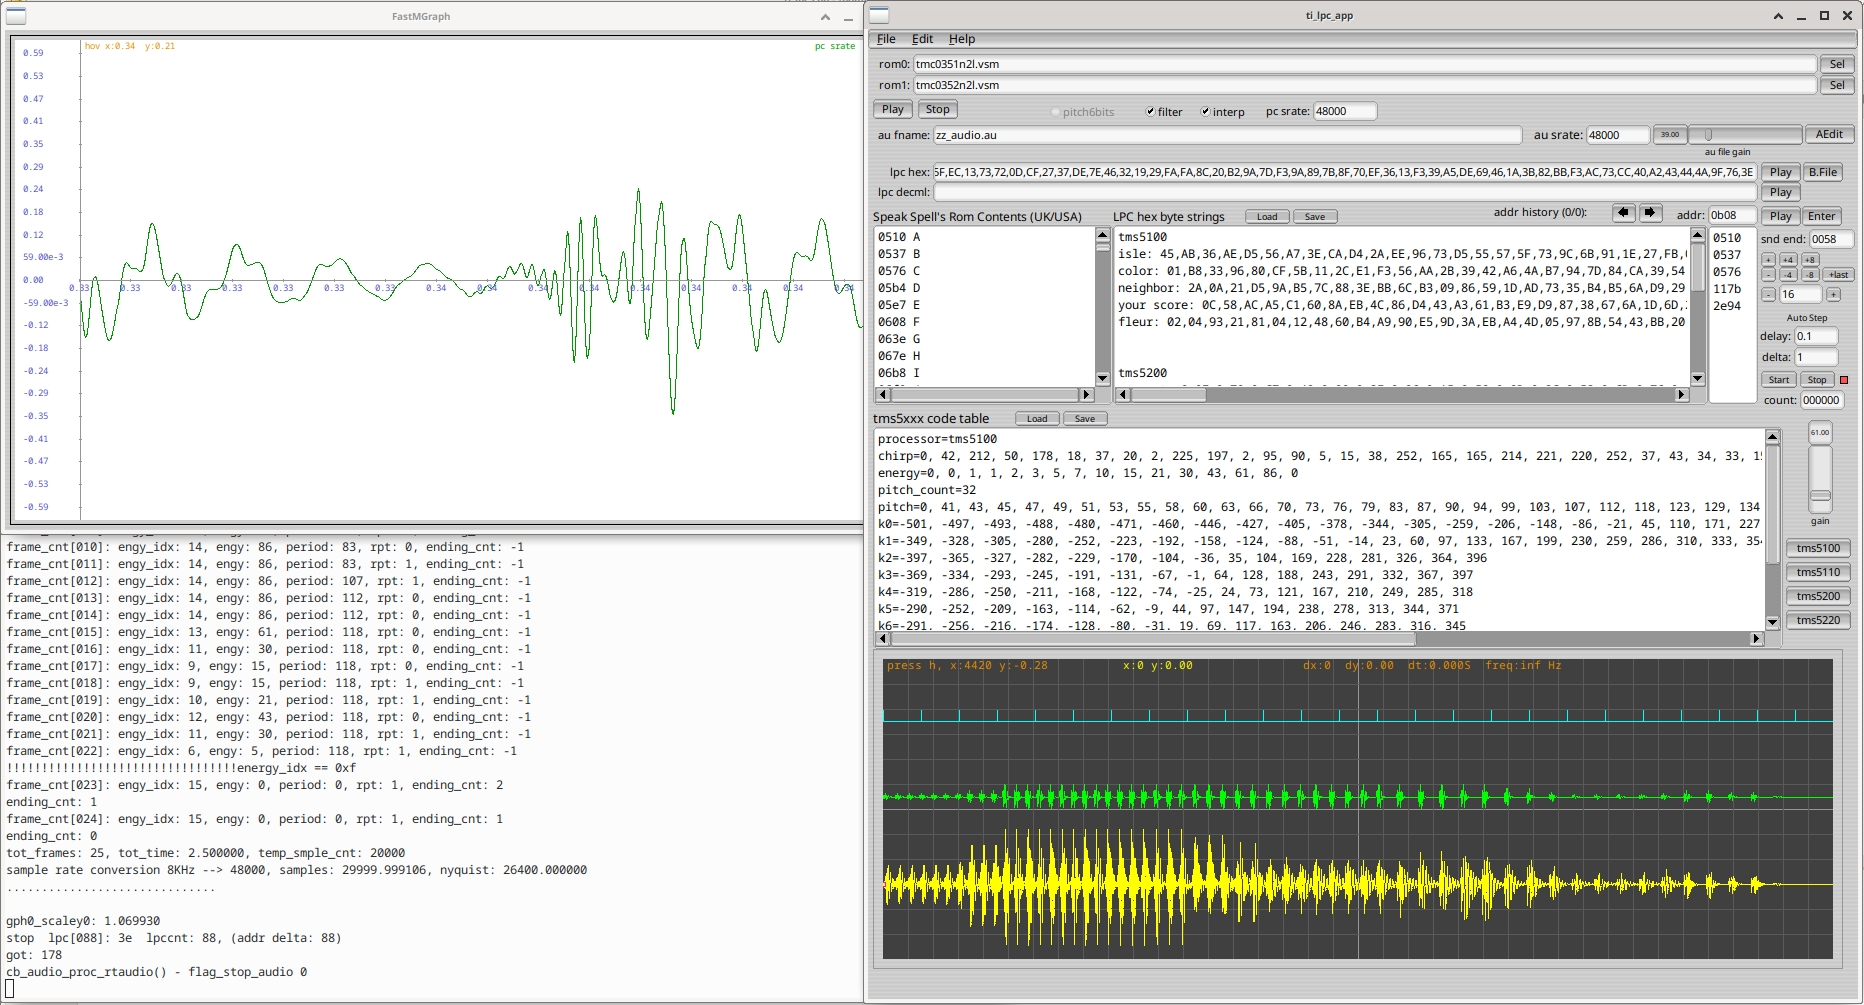 FastMGraph
hov x:0.34 y:0.21
pc srate
0.59
0.53
0.47
0.41
0.35
0.29
0.24
0.18
0.12
59.00e-3
0.00
-59.00e-3
-0.12
-0.18
-0.24
-0.29
-0.35
-0.41
-0.47
-0.53
-0.59
0.33 0.33 0.33 0.33 0.33 0.33 0.33 0.33 0.34 0.34 0.34 0.34 0.34 0.34 0.34 0.34
frame_cnt[010]: engy_idx: 14, engy: 86, period: 83, rpt: 0, ending_cnt: -1
frame_cnt[011]: engy_idx: 14, engy: 86, period: 83, rpt: 1, ending_cnt: -1
frame_cnt[012]: engy_idx: 14, engy: 86, period: 107, rpt: 1, ending_cnt: -1
frame_cnt[013]: engy_idx: 14, engy: 86, period: 112, rpt: 0, ending_cnt: -1
frame_cnt[014]: engy_idx: 14, engy: 86, period: 112, rpt: 0, ending_cnt: -1
frame_cnt[015]: engy_idx: 13, engy: 61, period: 118, rpt: 0, ending_cnt: -1
frame_cnt[016]: engy_idx: 11, engy: 30, period: 118, rpt: 0, ending_cnt: -1
frame_cnt[017]: engy_idx: 9, engy: 15, period: 118, rpt: 0, ending_cnt: -1
frame_cnt[018]: engy_idx: 9, engy: 15, period: 118, rpt: 1, ending_cnt: -1
frame_cnt[019]: engy_idx: 10, engy: 21, period: 118, rpt: 1, ending_cnt: -1
frame_cnt[020]: engy_idx: 12, engy: 43, period: 118, rpt: 0, ending_cnt: -1
frame_cnt[021]: engy_idx: 11, engy: 30, period: 118, rpt: 1, ending_cnt: -1
frame_cnt[022]: engy_idx: 6, engy: 5, period: 118, rpt: 1, ending_cnt: -1
!!!!!!!!!!!!!!!!!!!!!!!!!!!!!!!!!energy_idx == 0xf
frame_cnt[023]: engy_idx: 15, engy: 0, period: 0, rpt: 1, ending_cnt: 2
ending_cnt: 1
frame_cnt[024]: engy_idx: 15, engy: 0, period: 0, rpt: 1, ending_cnt: 1
ending_cnt: 0
tot_frames: 25, tot_time: 2.500000, temp_smple_cnt: 20000
sample rate conversion 8KHz --> 48000, samples: 29999.999106, nyquist: 26400.000000
..............................
gph0_scaley0: 1.069930
stop lpc[088]: 3e lpccnt: 88, (addr delta: 88)
got: 178
cb_audio_proc_rtaudio() - flag_stop_audio 0
ti_lpc_app
File Edit Help
rom0: tmc0351n2l.vsm Sel
rom1: tmc0352n2l.vsm Sel
Play Stop pitch6bits filter interp pc srate: 48000
au fname: zz_audio.au au srate: 48000 39.00 AEdit
au file gain
lpc hex: 5F,EC,13,73,72,0D,CF,27,37,DE,7E,46,32,19,29,FA,FA,8C,20,B2,9A,7D,F3,9A,89,7B,8F,70,EF,36,13,F3,39,A5,DE,69,46,1A,3B,82,BB,F3,AC,73,CC,40,A2,43,44,4A,9F,76,3E Play B.File
lpc decml: Play
Speak Spell's Rom Contents (UK/USA)
0510 A
0537 B
0576 C
05b4 D
05e7 E
0608 F
063e G
067e H
06b8 I
LPC hex byte strings Load Save
tms5100
isle: 45,AB,36,AE,D5,56,A7,3E,CA,D4,2A,EE,96,73,D5,55,57,5F,73,9C,6B,91,1E,27,FB,
color: 01,B8,33,96,80,CF,5B,11,2C,E1,F3,56,AA,2B,39,42,A6,4A,B7,94,7D,84,CA,39,54
neighbor: 2A,0A,21,D5,9A,B5,7C,88,3E,BB,6C,B3,09,86,59,1D,AD,73,35,B4,B5,6A,D9,29
your score: 0C,58,AC,A5,C1,60,8A,EB,4C,86,D4,43,A3,61,B3,E9,D9,87,38,67,6A,1D,6D,
fleur: 02,04,93,21,81,04,12,48,60,B4,A9,90,E5,9D,3A,EB,A4,4D,05,97,8B,54,43,BB,20
tms5200
addr history (0/0): addr: 0b08 Play Enter
0510
0537
0576
117b
2e94
snd end: 0058
+ +4 +8
- -4 -8 +last
- 16 +
Auto Step
delay: 0.1
delta: 1
Start Stop
count: 000000
tms5xxx code table Load Save
processor=tms5100
chirp=0, 42, 212, 50, 178, 18, 37, 20, 2, 225, 197, 2, 95, 90, 5, 15, 38, 252, 165, 165, 214, 221, 220, 252, 37, 43, 34, 33, 1
energy=0, 0, 1, 1, 2, 3, 5, 7, 10, 15, 21, 30, 43, 61, 86, 0
pitch_count=32
pitch=0, 41, 43, 45, 47, 49, 51, 53, 55, 58, 60, 63, 66, 70, 73, 76, 79, 83, 87, 90, 94, 99, 103, 107, 112, 118, 123, 129, 134
k0=-501, -497, -493, -488, -480, -471, -460, -446, -427, -405, -378, -344, -305, -259, -206, -148, -86, -21, 45, 110, 171, 227
k1=-349, -328, -305, -280, -252, -223, -192, -158, -124, -88, -51, -14, 23, 60, 97, 133, 167, 199, 230, 259, 286, 310, 333, 354
k2=-397, -365, -327, -282, -229, -170, -104, -36, 35, 104, 169, 228, 281, 326, 364, 396
k3=-369, -334, -293, -245, -191, -131, -67, -1, 64, 128, 188, 243, 291, 332, 367, 397
k4=-319, -286, -250, -211, -168, -122, -74, -25, 24, 73, 121, 167, 210, 249, 285, 318
k5=-290, -252, -209, -163, -114, -62, -9, 44, 97, 147, 194, 238, 278, 313, 344, 371
k6=-291, -256, -216, -174, -128, -80, -31, 19, 69, 117, 163, 206, 246, 283, 316, 345
61.00
gain
tms5100
tms5110
tms5200
tms5220
press h, x:4420 y:-0.28 x:0 y:0.00 dx:0 dy:0.00 dt:0.000S freq:inf Hz